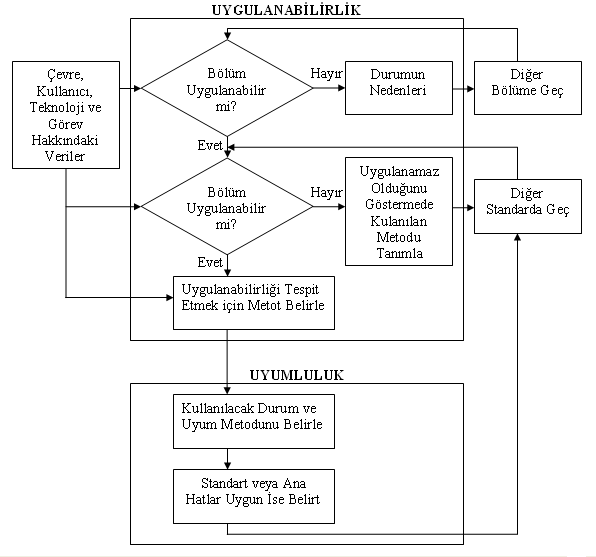 UYGULANABİLİRLİK
Çevre,
Kullanıcı,
Teknoloji ve
Görev
Hakkındaki
Veriler
Bölüm
Uygulanabilir
mi?
Hayır
Durumun
Nedenleri
Diğer
Bölüme Geç
Evet
Bölüm
Uygulanabilir
mi?
Hayır
Uygulanamaz
Olduğunu
Göstermede
Kulanılan
Metodu
Tanımla
Diğer
Standarda Geç
Evet
Uygulanabilirliği Tespit
Etmek için Metot Belirle
UYUMLULUK
Kullanılacak Durum ve
Uyum Metodunu Belirle
Standart veya Ana
Hatlar Uygun İse Belirt